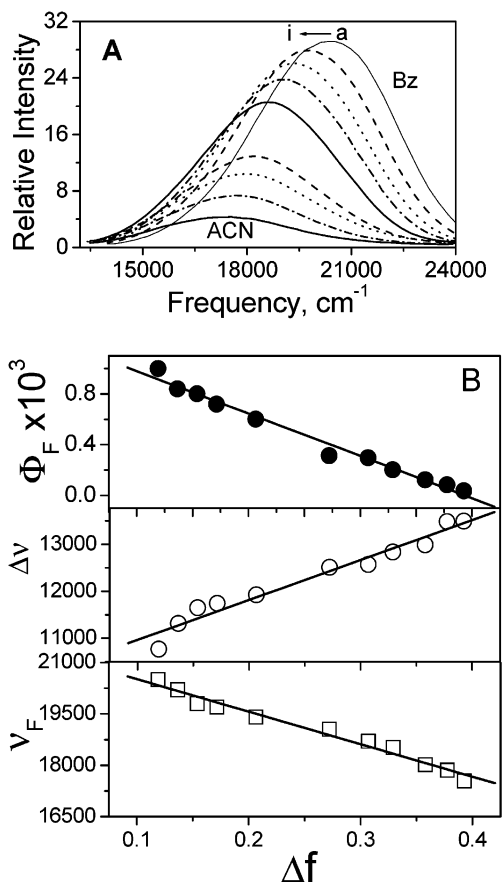 A
i ← a
Bz
ACN
Relative Intensity
32
24
16
8
0
15000 18000 21000 24000
Frequency, cm⁻¹
B
Φ_F x10³
0.8
0.4
0.0
Δν
13000
12000
11000
ν_F
21000
19500
18000
16500
0.1 0.2 0.3 0.4
Δf